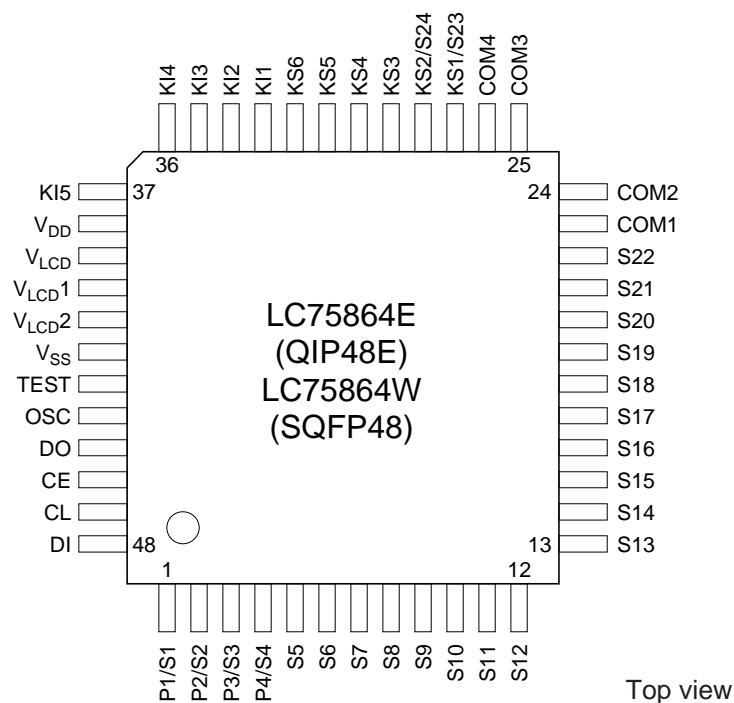 KI4
KI3
KI2
KI1
KS6
KS5
KS4
KS3
KS2/S24
KS1/S23
COM4
COM3
36
25
KI5
37
24
COM2
VDD
COM1
VLCD
S22
VLCD1
S21
VLCD2
S20
VSS
S19
TEST
S18
OSC
S17
DO
S16
CE
S15
CL
S14
DI
48
13
S13
LC75864E
(QIP48E)
LC75864W
(SQFP48)
1
12
P1/S1
P2/S2
P3/S3
P4/S4
S5
S6
S7
S8
S9
S10
S11
S12
Top view